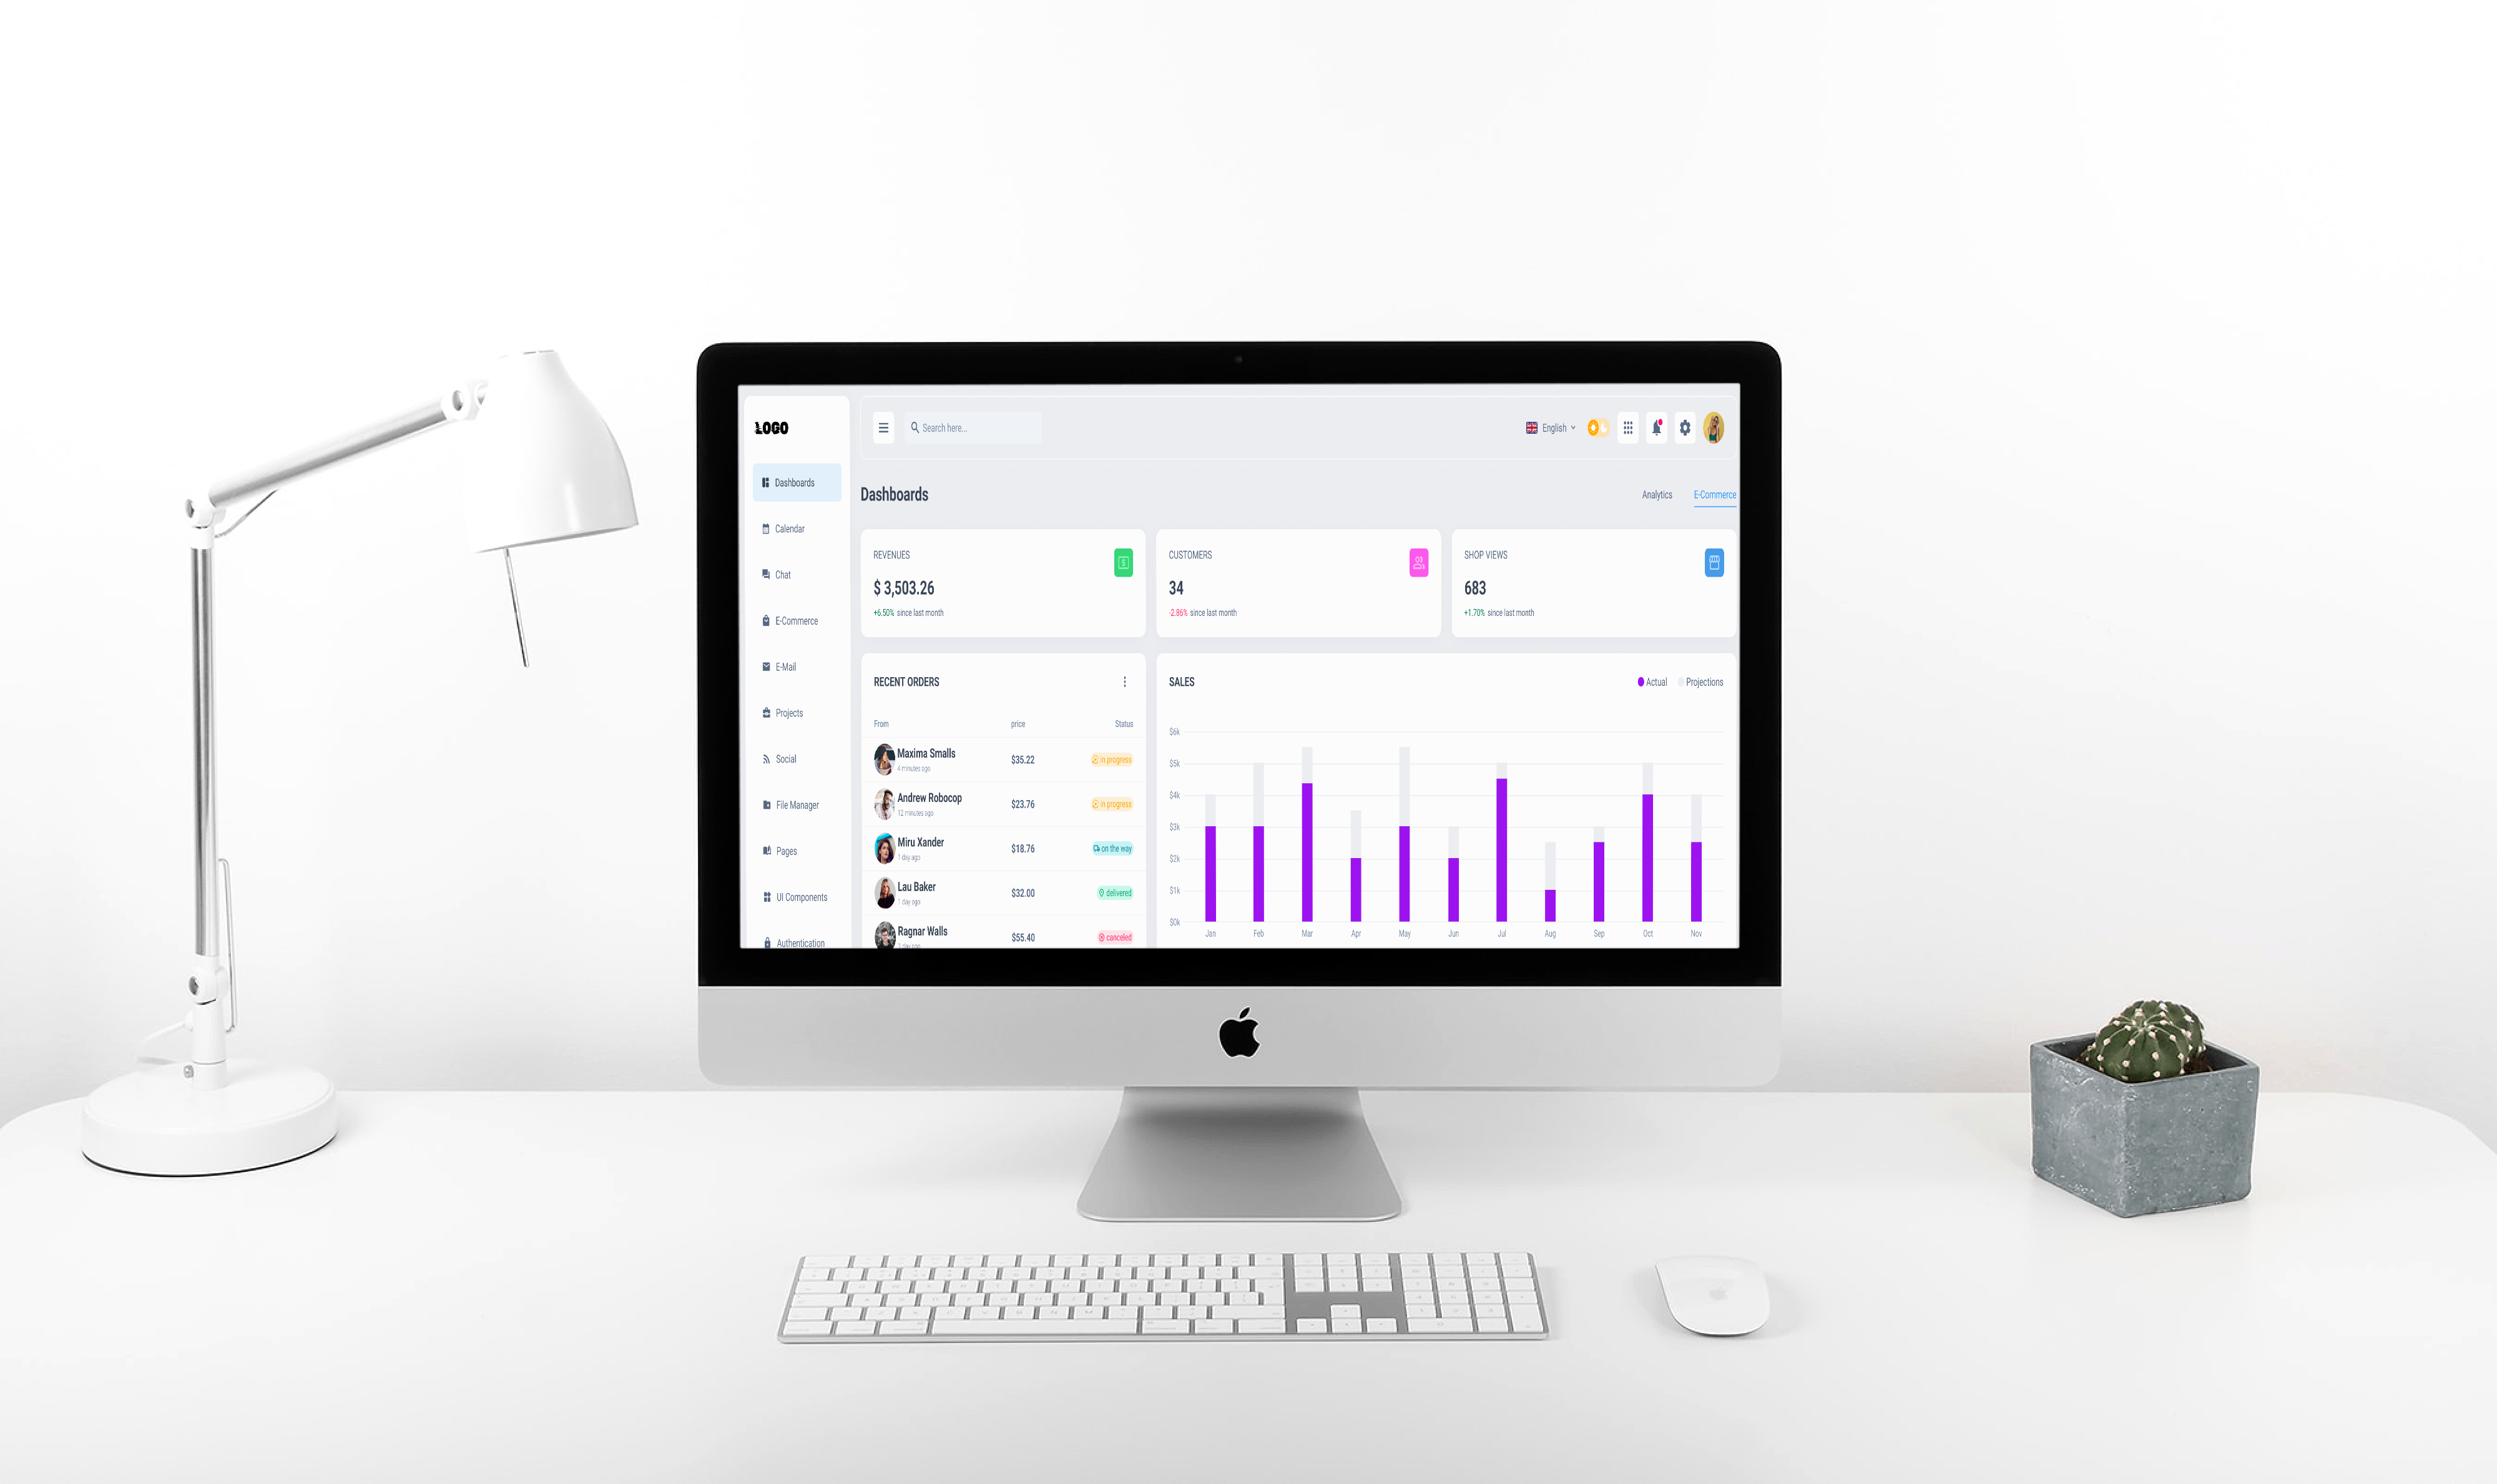 LOGO
Search here...
English
Dashboards
Calendar
Chat
E-Commerce
E-Mail
Projects
Social
File Manager
Pages
UI Components
Authentication
Dashboards
Analytics
E-Commerce
REVENUES
$ 3,503.26
+6.50% since last month
CUSTOMERS
34
-2.86% since last month
SHOP VIEWS
683
+1.70% since last month
RECENT ORDERS
From price Status
Maxima Smalls
4 minutes ago
$35.22
in progress
Andrew Robocop
12 minutes ago
$23.76
in progress
Miru Xander
1 day ago
$18.76
on the way
Lau Baker
1 day ago
$32.00
delivered
Ragnar Walls
1 day ago
$55.40
canceled
SALES
Actual Projections
$6k
$5k
$4k
$3k
$2k
$1k
$0k
Jan Feb Mar Apr May Jun Jul Aug Sep Oct Nov